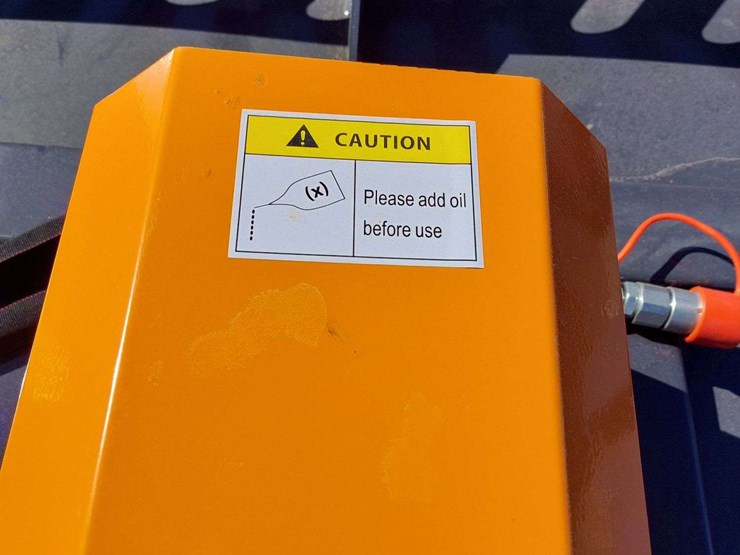 CAUTION
(x)
Please add oil
before use